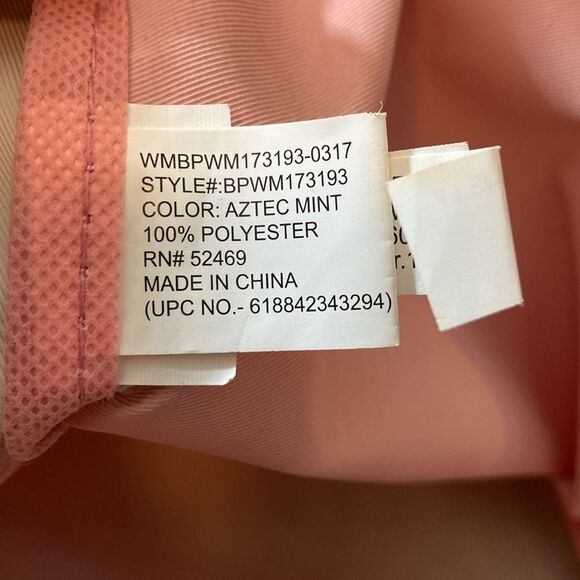 WMBPWM173193-0317
STYLE#:BPWM173193
COLOR: AZTEC MINT
100% POLYESTER
RN# 52469
MADE IN CHINA
(UPC NO.- 618842343294)